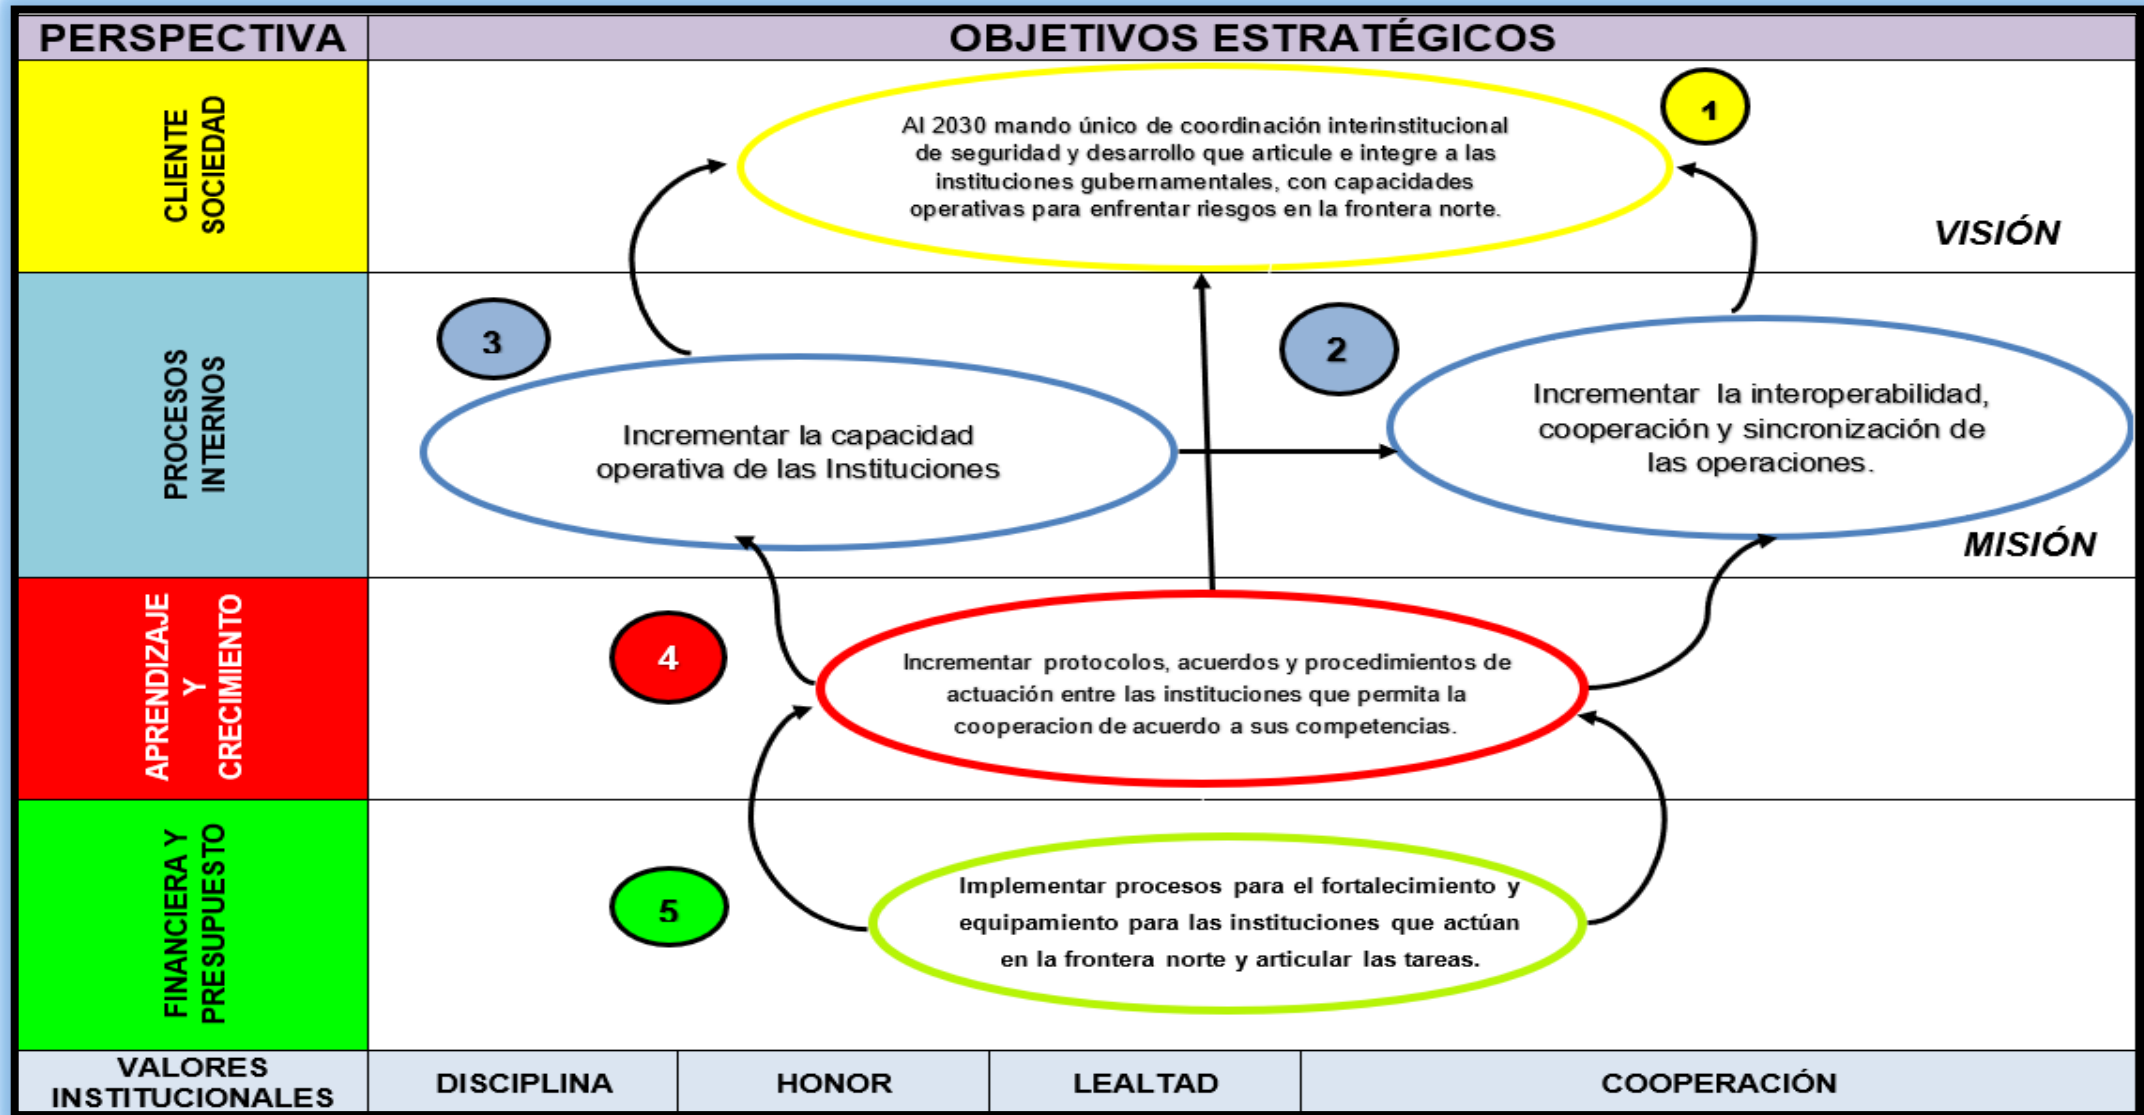 PERSPECTIVA
OBJETIVOS ESTRATÉGICOS
CLIENTE
SOCIEDAD
1
Al 2030 mando único de coordinación interinstitucional
de seguridad y desarrollo que articule e integre a las
instituciones gubernamentales, con capacidades
operativas para enfrentar riesgos en la frontera norte.
VISIÓN
PROCESOS
INTERNOS
3
Incrementar la capacidad
operativa de las Instituciones
2
Incrementar la interoperabilidad,
cooperación y sincronización de
las operaciones.
MISIÓN
APRENDIZAJE
Y
CRECIMIENTO
4
Incrementar protocolos, acuerdos y procedimientos de
actuación entre las instituciones que permita la
cooperacion de acuerdo a sus competencias.
FINANCIERA Y
PRESUPUESTO
5
Implementar procesos para el fortalecimiento y
equipamiento para las instituciones que actúan
en la frontera norte y articular las tareas.
VALORES
INSTITUCIONALES
DISCIPLINA
HONOR
LEALTAD
COOPERACIÓN